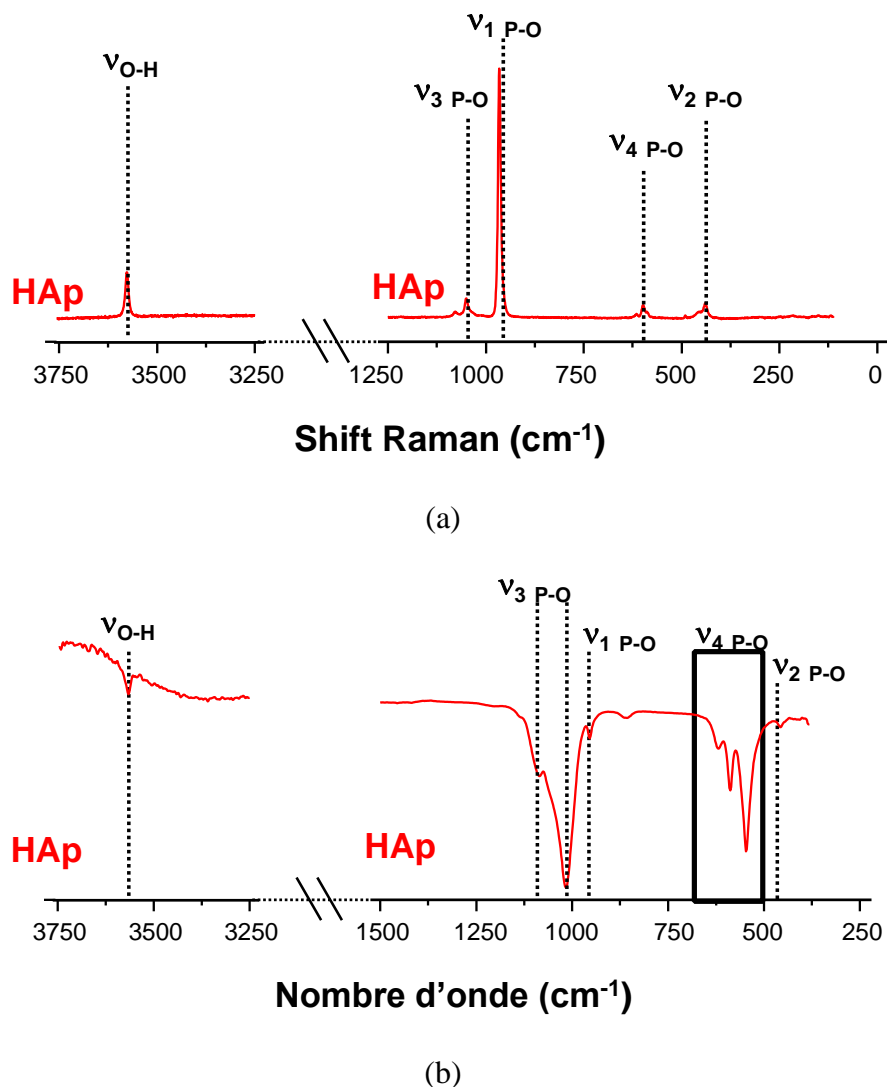 ν1 P-O
νO-H
ν3 P-O
ν2 P-O
ν4 P-O
HAp HAp
3750 3500 3250 1250 1000 750 500 250 0
Shift Raman (cm-1)
(a)
ν3 P-O
νO-H
ν1 P-O
ν4 P-O
ν2 P-O
HAp HAp
3750 3500 3250 1500 1250 1000 750 500 250
Nombre d’onde (cm-1)
(b)